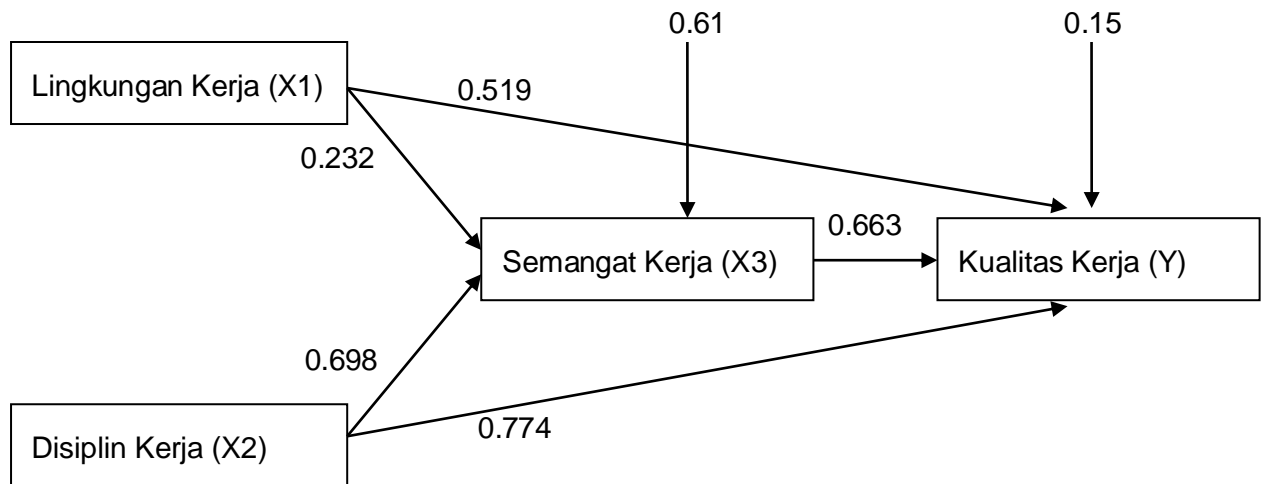 0.61
0.15
Lingkungan Kerja (X1)
0.519
0.232
0.663
Semangat Kerja (X3)
Kualitas Kerja (Y)
0.698
0.774
Disiplin Kerja (X2)